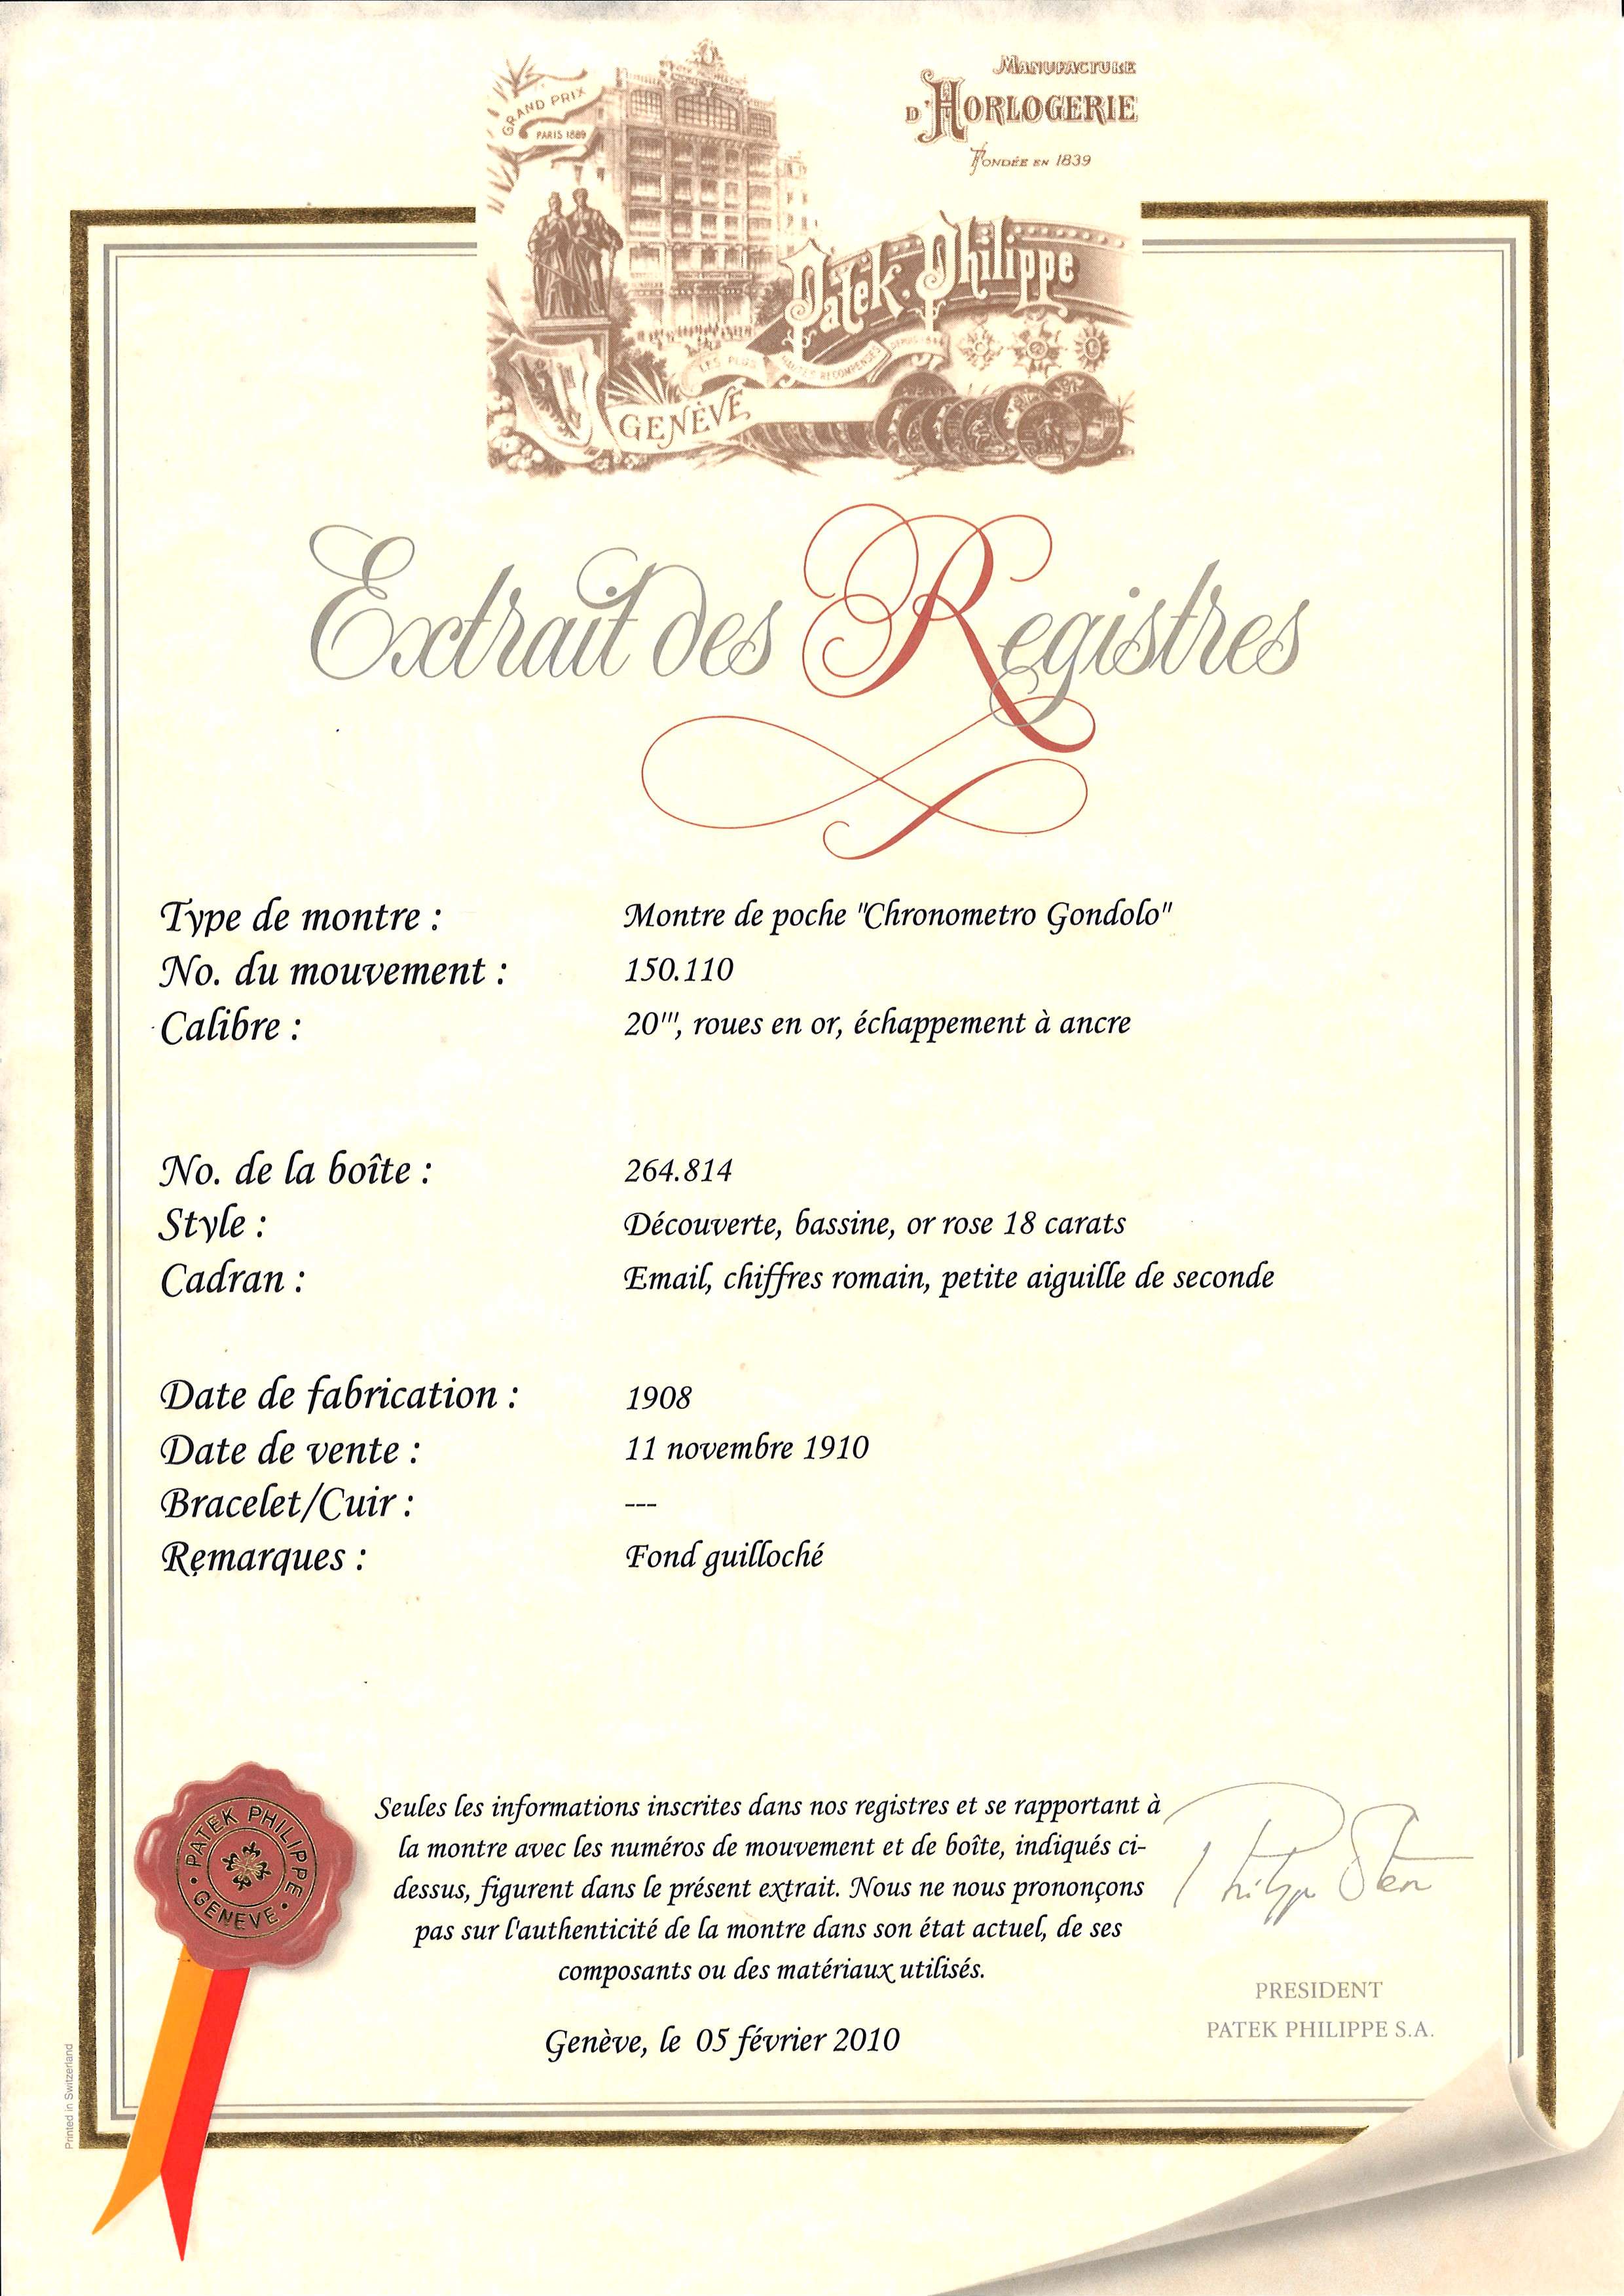 GRAND PRIX
PARIS 1889
MANUFACTURE
D'HORLOGERIE
FONDÉE EN 1839
Patek. Philippe
LES PLUS HAUTES RECOMPENSES
GENÈVE
Extrait des Registres
Type de montre : Montre de poche "Chronometro Gondolo"
No. du mouvement : 150.110
Calibre : 20''', roues en or, échappement à ancre
No. de la boîte : 264.814
Style : Découverte, bassine, or rose 18 carats
Cadran : Email, chiffres romain, petite aiguille de seconde
Date de fabrication : 1908
Date de vente : 11 novembre 1910
Bracelet/Cuir : ---
Remarques : Fond guilloché
Seules les informations inscrites dans nos registres et se rapportant à
la montre avec les numéros de mouvement et de boîte, indiqués ci-
dessus, figurent dans le présent extrait. Nous ne nous prononçons
pas sur l'authenticité de la montre dans son état actuel, de ses
composants ou des matériaux utilisés.
Genève, le 05 février 2010
PATEK PHILIPPE
GENEVE
Philippe Stern
PRESIDENT
PATEK PHILIPPE S.A.
Printed in Switzerland